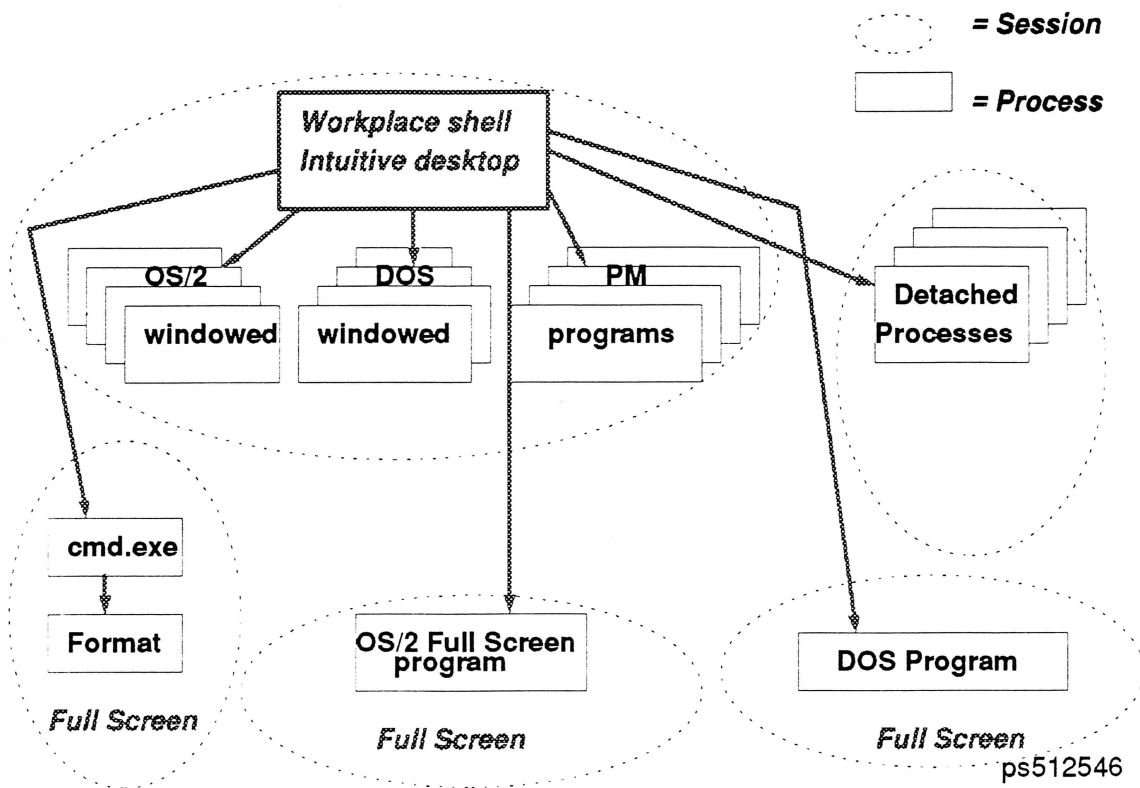 = Session
= Process
Workplace shell
Intuitive desktop
OS/2
windowed
DOS
windowed
PM
programs
Detached
Processes
cmd.exe
Format
Full Screen
OS/2 Full Screen
program
Full Screen
DOS Program
Full Screen
ps512546